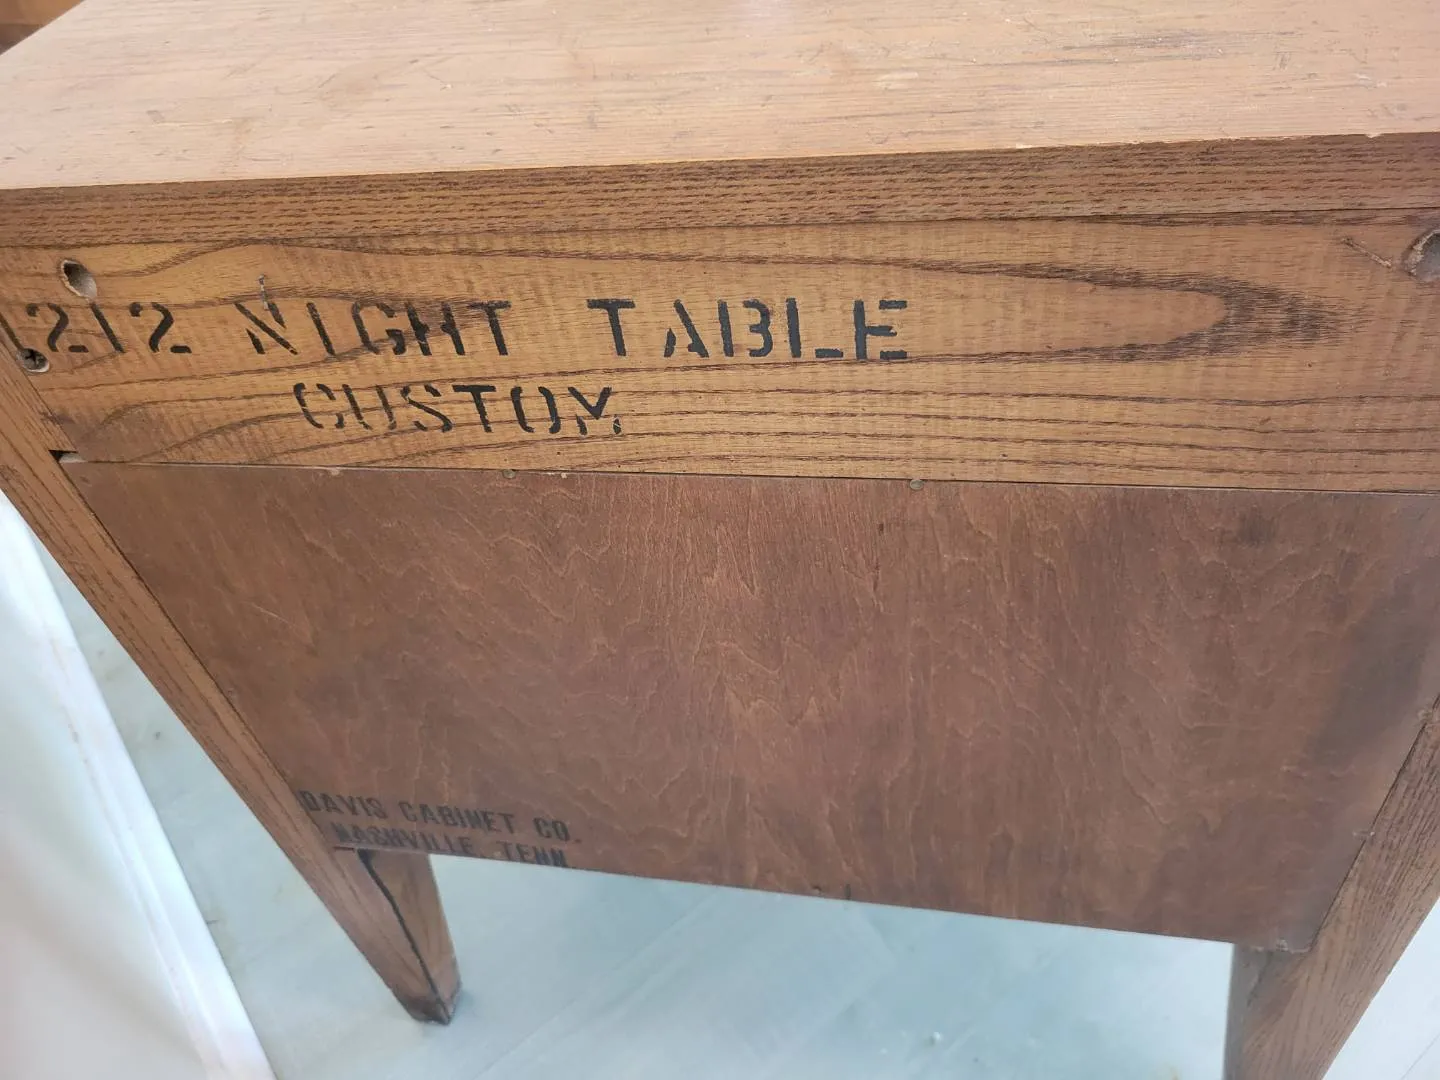 1212 NIGHT TABLE
CUSTOM
DAVIS CABINET CO.
NASHVILLE, TENN.